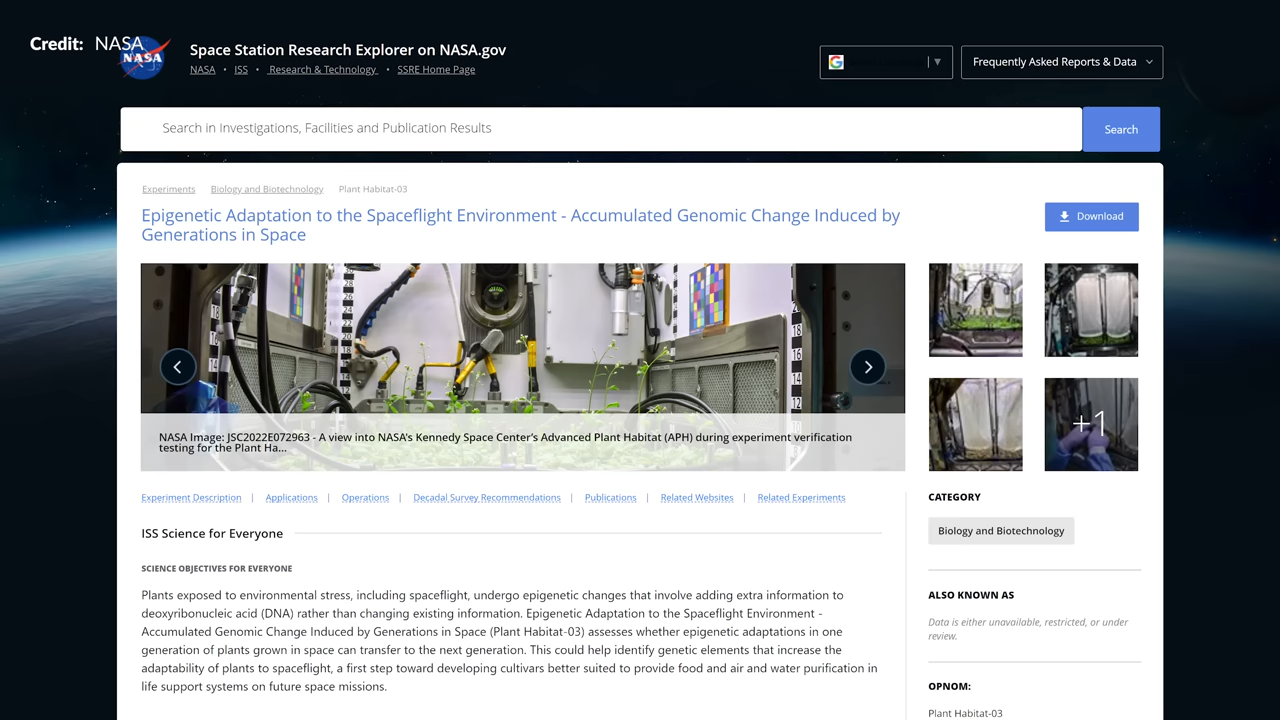 Credit: NASA
NASA
Space Station Research Explorer on NASA.gov
NASA • ISS • Research & Technology • SSRE Home Page
G
Frequently Asked Reports & Data
Search in Investigations, Facilities and Publication Results
Search
Experiments Biology and Biotechnology Plant Habitat-03
Epigenetic Adaptation to the Spaceflight Environment - Accumulated Genomic Change Induced by
Generations in Space
Download
NASA Image: JSC2022E072963 - A view into NASA's Kennedy Space Center's Advanced Plant Habitat (APH) during experiment verification
testing for the Plant Ha...
+1
Experiment Description | Applications | Operations | Decadal Survey Recommendations | Publications | Related Websites | Related Experiments
ISS Science for Everyone
SCIENCE OBJECTIVES FOR EVERYONE
Plants exposed to environmental stress, including spaceflight, undergo epigenetic changes that involve adding extra information to
deoxyribonucleic acid (DNA) rather than changing existing information. Epigenetic Adaptation to the Spaceflight Environment -
Accumulated Genomic Change Induced by Generations in Space (Plant Habitat-03) assesses whether epigenetic adaptations in one
generation of plants grown in space can transfer to the next generation. This could help identify genetic elements that increase the
adaptability of plants to spaceflight, a first step toward developing cultivars better suited to provide food and air and water purification in
life support systems on future space missions.
CATEGORY
Biology and Biotechnology
ALSO KNOWN AS
Data is either unavailable, restricted, or under
review.
OPNOM:
Plant Habitat-03